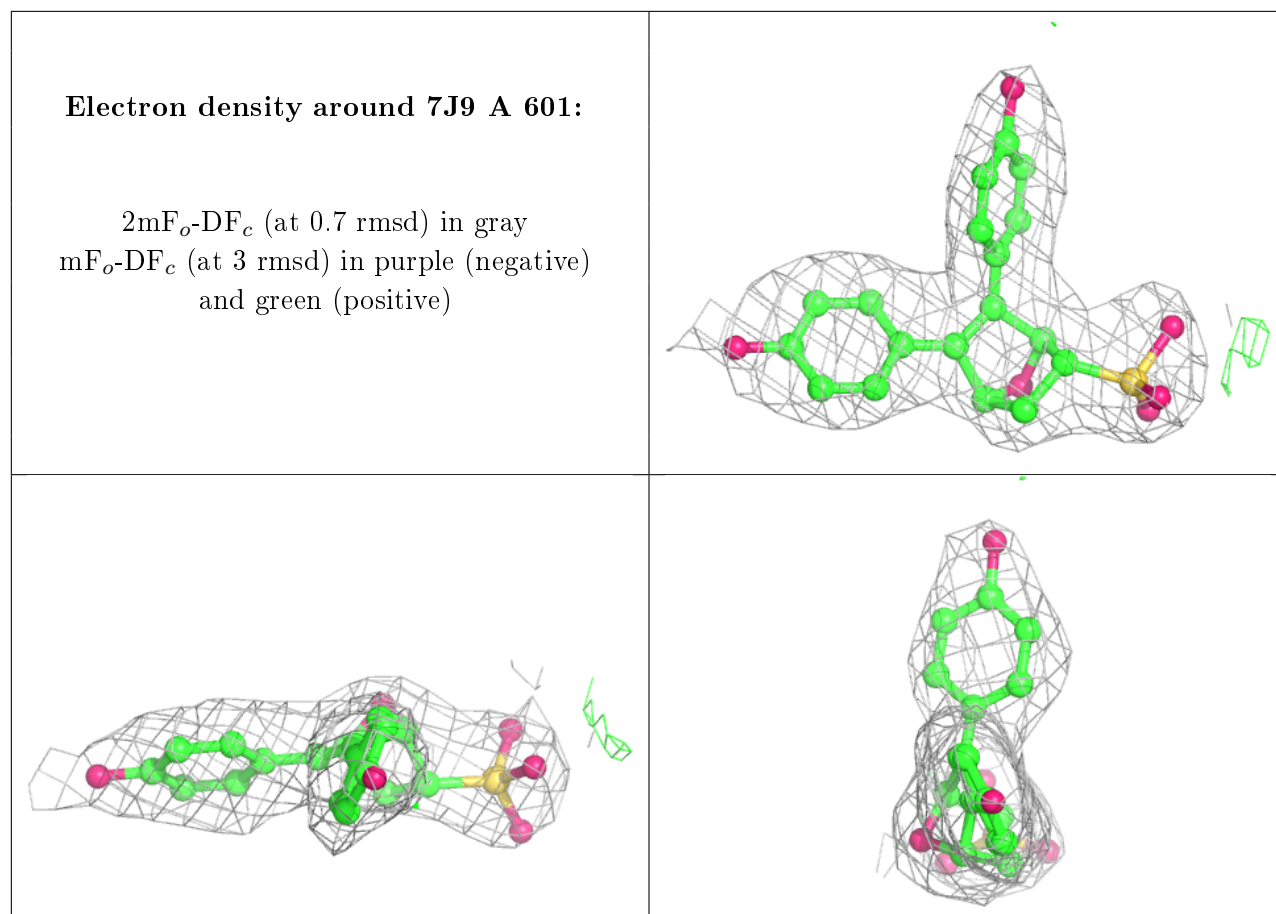 Electron density around 7J9 A 601:
2mFo-DFc (at 0.7 rmsd) in gray
mFo-DFc (at 3 rmsd) in purple (negative)
and green (positive)